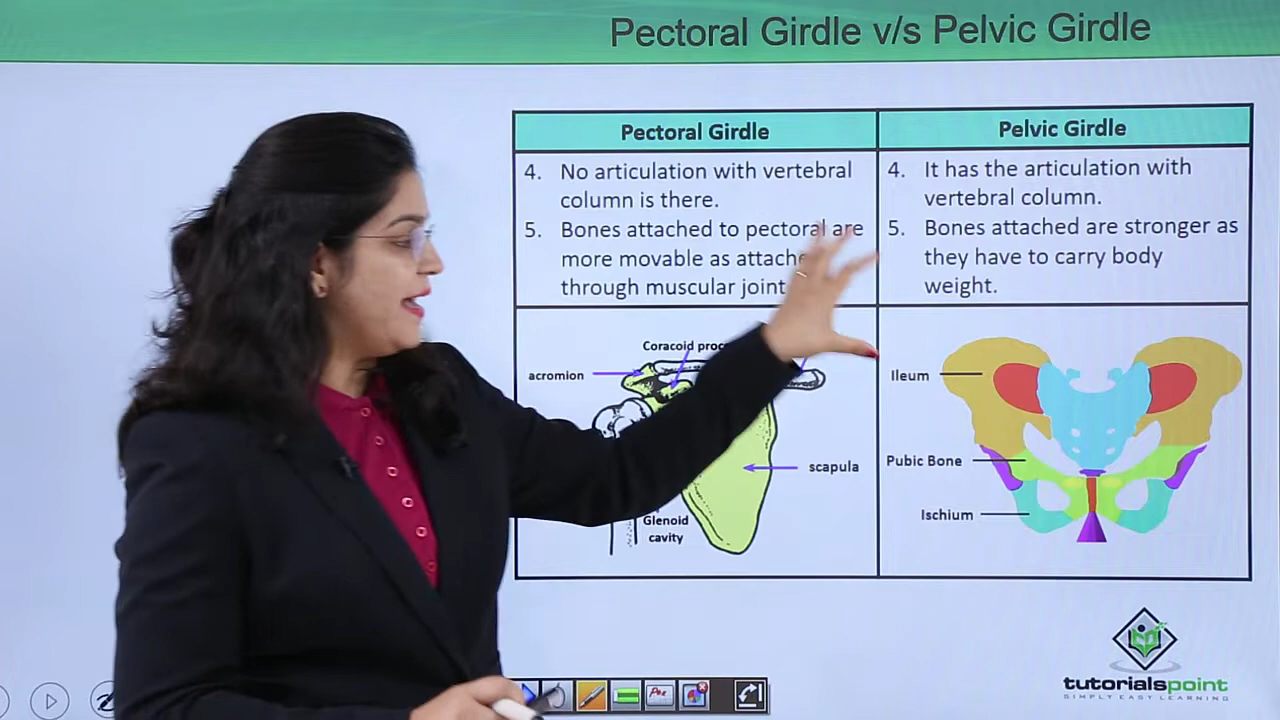 Pectoral Girdle v/s Pelvic Girdle
Pectoral Girdle
4. No articulation with vertebral
column is there.
5. Bones attached to pectoral are
more movable as
through muscular joint
Coracoid
acromion
scapula
Glenoid
cavity
Pelvic Girdle
4. It has the articulation with
vertebral column.
5. Bones attached are stronger as
they have to carry body
weight.
Ileum
Pubic Bone
Ischium
tutorialspoint
SIMPLY EASY LEARNING